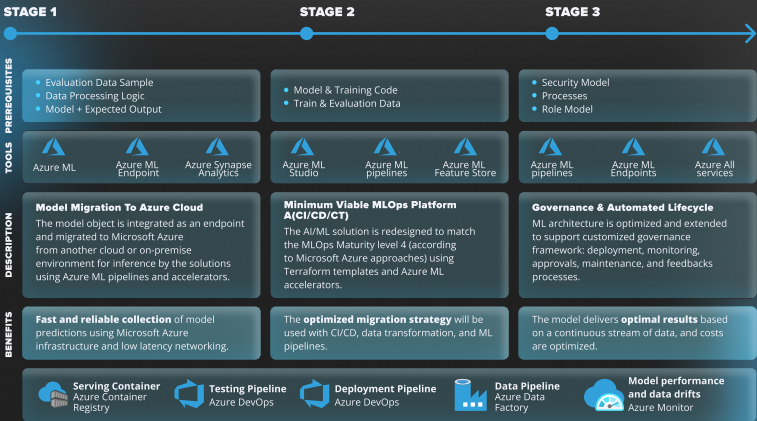 STAGE 1
STAGE 2
STAGE 3
PREREQUISITES
Evaluation Data Sample
Data Processing Logic
Model + Expected Output
Model & Training Code
Train & Evaluation Data
Security Model
Processes
Role Model
TOOLS
Azure ML
Azure ML
Endpoint
Azure Synapse
Analytics
Azure ML
Studio
Azure ML
pipelines
Azure ML
Feature Store
Azure ML
pipelines
Azure ML
Endpoints
Azure All
services
DESCRIPTION
Model Migration To Azure Cloud
The model object is integrated as an endpoint
and migrated to Microsoft Azure
from another cloud or on-premise
environment for inference by the solutions
using Azure ML pipelines and accelerators.
Minimum Viable MLOps Platform
A(CI/CD/CT)
The AI/ML solution is redesigned to match
the MLOps Maturity level 4 (according
to Microsoft Azure approaches) using
Terraform templates and Azure ML
accelerators.
Governance & Automated Lifecycle
ML architecture is optimized and extended
to support customized governance
framework: deployment, monitoring,
approvals, maintenance, and feedbacks
processes.
BENEFITS
Fast and reliable collection of model
predictions using Microsoft Azure
infrastructure and low latency networking.
The optimized migration strategy will be
used with CI/CD, data transformation, and ML
pipelines.
The model delivers optimal results based
on a continuous stream of data, and costs
are optimized.
Serving Container
Azure Container
Registry
Testing Pipeline
Azure DevOps
Deployment Pipeline
Azure DevOps
Data Pipeline
Azure Data
Factory
Model performance
and data drifts
Azure Monitor